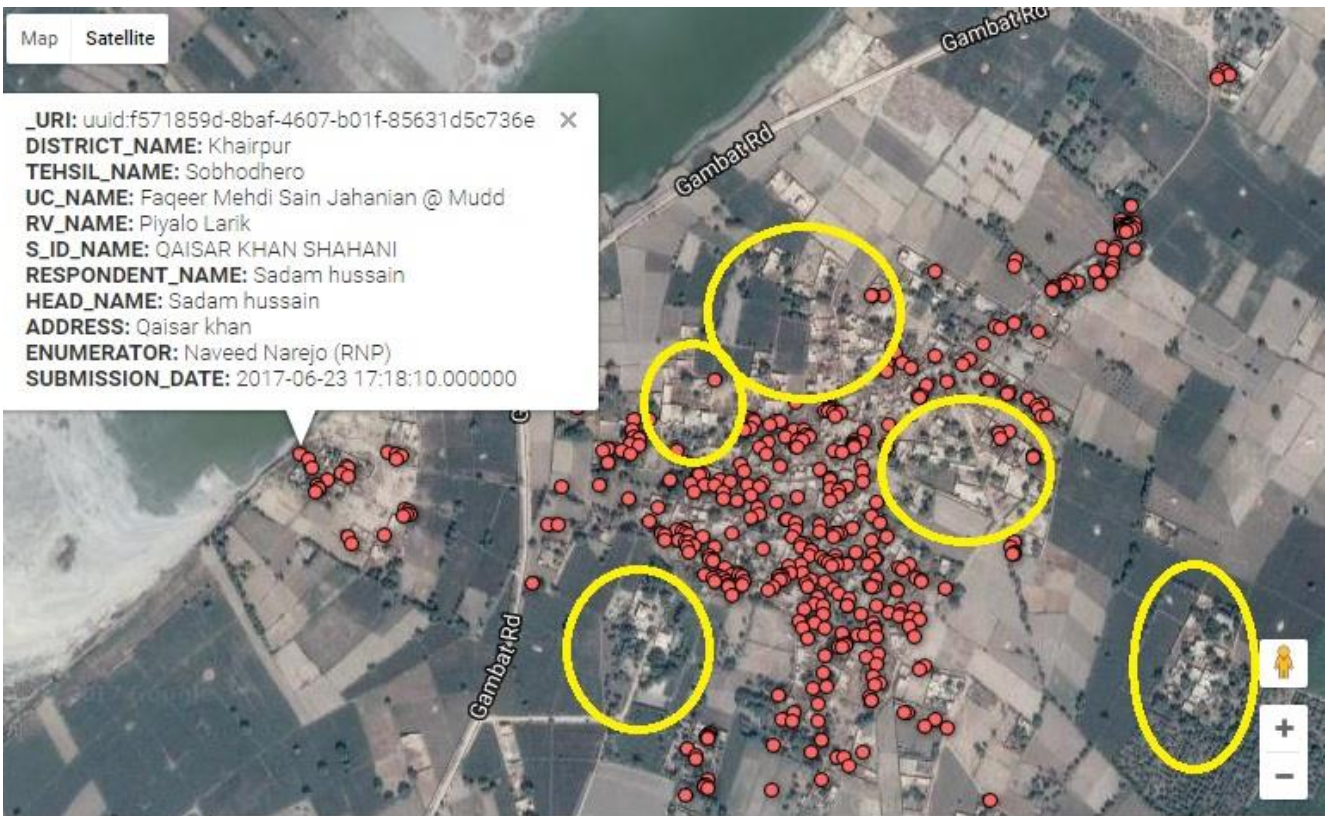 Map Satellite
Gambat Rd
Gambat Rd
_URI: uuid:f571859d-8baf-4607-b01f-85631d5c736e ×
DISTRICT_NAME: Khairpur
TEHSIL_NAME: Sobhodhero
UC_NAME: Faqeer Mehdi Sain Jahanian @ Mudd
RV_NAME: Piyalo Larik
S_ID_NAME: QAISAR KHAN SHAHANI
RESPONDENT_NAME: Sadam hussain
HEAD_NAME: Sadam hussain
ADDRESS: Qaisar khan
ENUMERATOR: Naveed Narejo (RNP)
SUBMISSION_DATE: 2017-06-23 17:18:10.000000
Gambat Rd
+
−